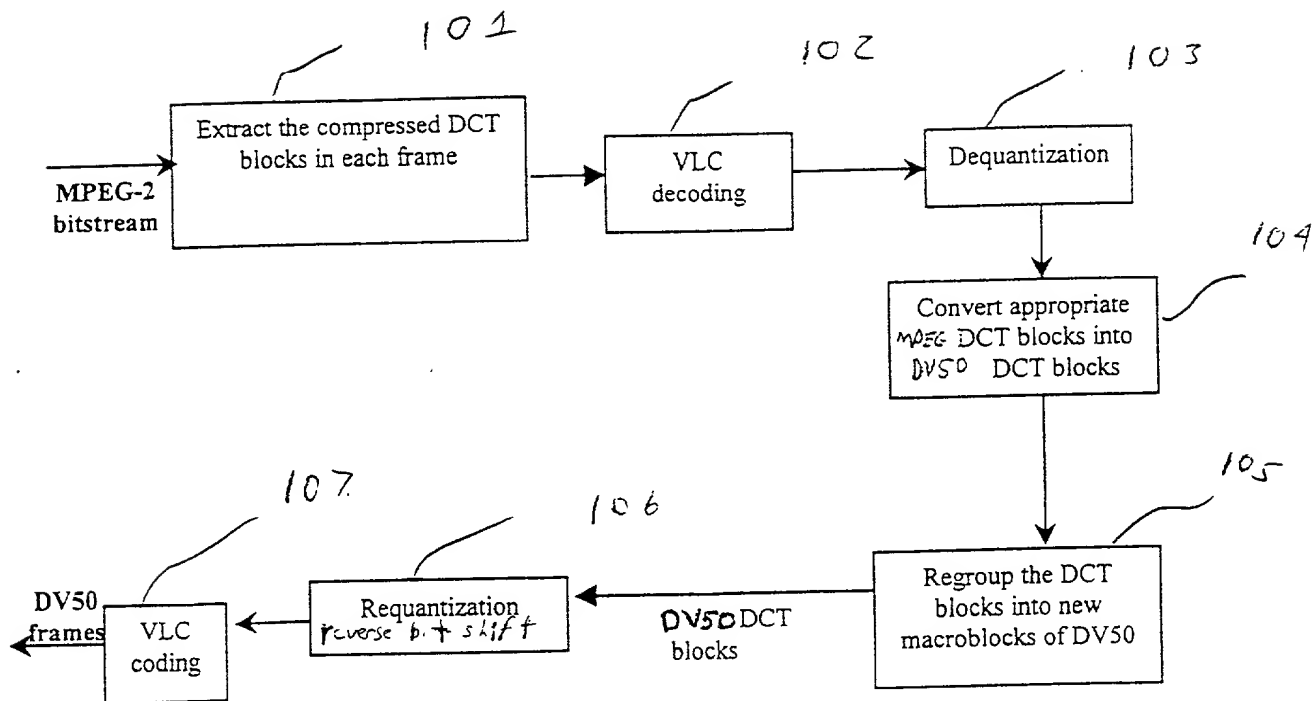 101
102
103
Extract the compressed DCT
blocks in each frame
VLC
decoding
Dequantization
MPEG-2
bitstream
104
Convert appropriate
MPEG DCT blocks into
DV50 DCT blocks
105
107
106
Regroup the DCT
blocks into new
macroblocks of DV50
DV50 DCT
blocks
Requantization
reverse bit shift
DV50
frames
VLC
coding